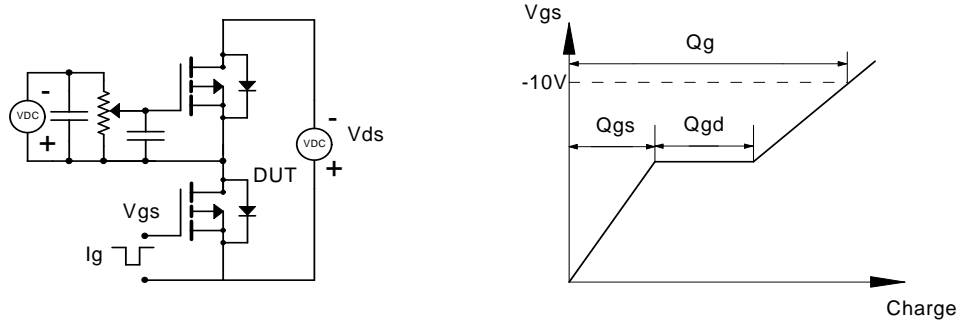 -
VDC
+
-
VDC
+
Vds
DUT
Vgs
Ig
Vgs
Qg
-10V
Qgs
Qgd
Charge